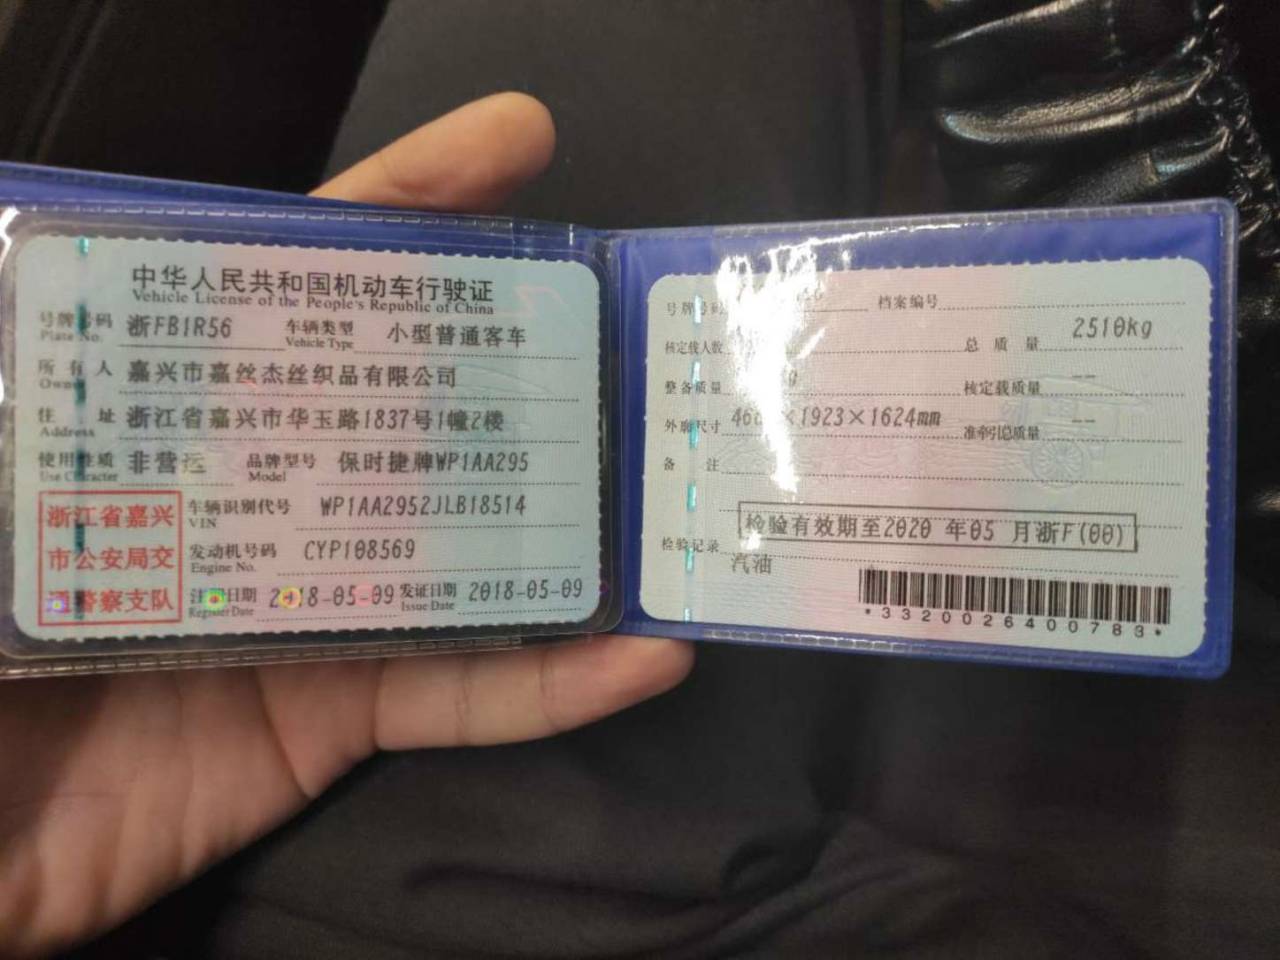 中华人民共和国机动车行驶证
Vehicle License of the People's Republic of China
号牌号码 浙FB1R56 车辆类型 小型普通客车
Plate No. Vehicle Type
所有人 嘉兴市嘉丝杰丝织品有限公司
Owner
住址 浙江省嘉兴市华玉路1837号1幢2楼
Address
使用性质 非营运 品牌型号 保时捷牌WP1AA295
Use Character Model
浙江省嘉兴
市公安局交
通警察支队
车辆识别代号 WP1AA2952JLB18514
VIN
发动机号码 CYP108569
Engine No.
注册日期 2018-05-09 发证日期 2018-05-09
Register Date Issue Date
号牌号码 档案编号
核定载人数 总质量 2510kg
整备质量 核定载质量 --
外廓尺寸 ×1923×1624mm 准牵引总质量 --
备注
检验有效期至2020年05月浙F(00)
检验记录
汽油
*3320026400783*